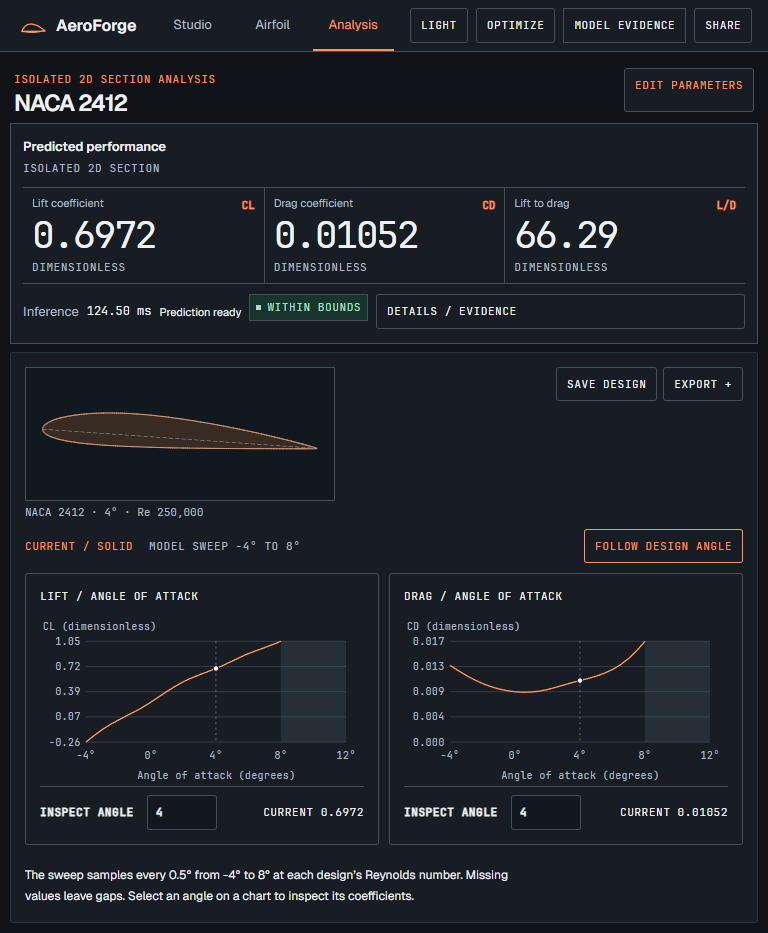 AeroForge Studio Airfoil Analysis LIGHT OPTIMIZE MODEL EVIDENCE SHARE
ISOLATED 2D SECTION ANALYSIS
NACA 2412
EDIT PARAMETERS
Predicted performance
ISOLATED 2D SECTION
Lift coefficient CL Drag coefficient CD Lift to drag L/D
0.6972 0.01052 66.29
DIMENSIONLESS DIMENSIONLESS DIMENSIONLESS
Inference 124.50 ms Prediction ready WITHIN BOUNDS DETAILS / EVIDENCE
SAVE DESIGN EXPORT +
NACA 2412 · 4° · Re 250,000
CURRENT / SOLID MODEL SWEEP -4° TO 8° FOLLOW DESIGN ANGLE
LIFT / ANGLE OF ATTACK
CL (dimensionless)
1.05
0.72
0.39
0.07
-0.26
-4° 0° 4° 8° 12°
Angle of attack (degrees)
INSPECT ANGLE 4 CURRENT 0.6972
DRAG / ANGLE OF ATTACK
CD (dimensionless)
0.017
0.013
0.009
0.004
0.000
-4° 0° 4° 8° 12°
Angle of attack (degrees)
INSPECT ANGLE 4 CURRENT 0.01052
The sweep samples every 0.5° from -4° to 8° at each design's Reynolds number. Missing
values leave gaps. Select an angle on a chart to inspect its coefficients.